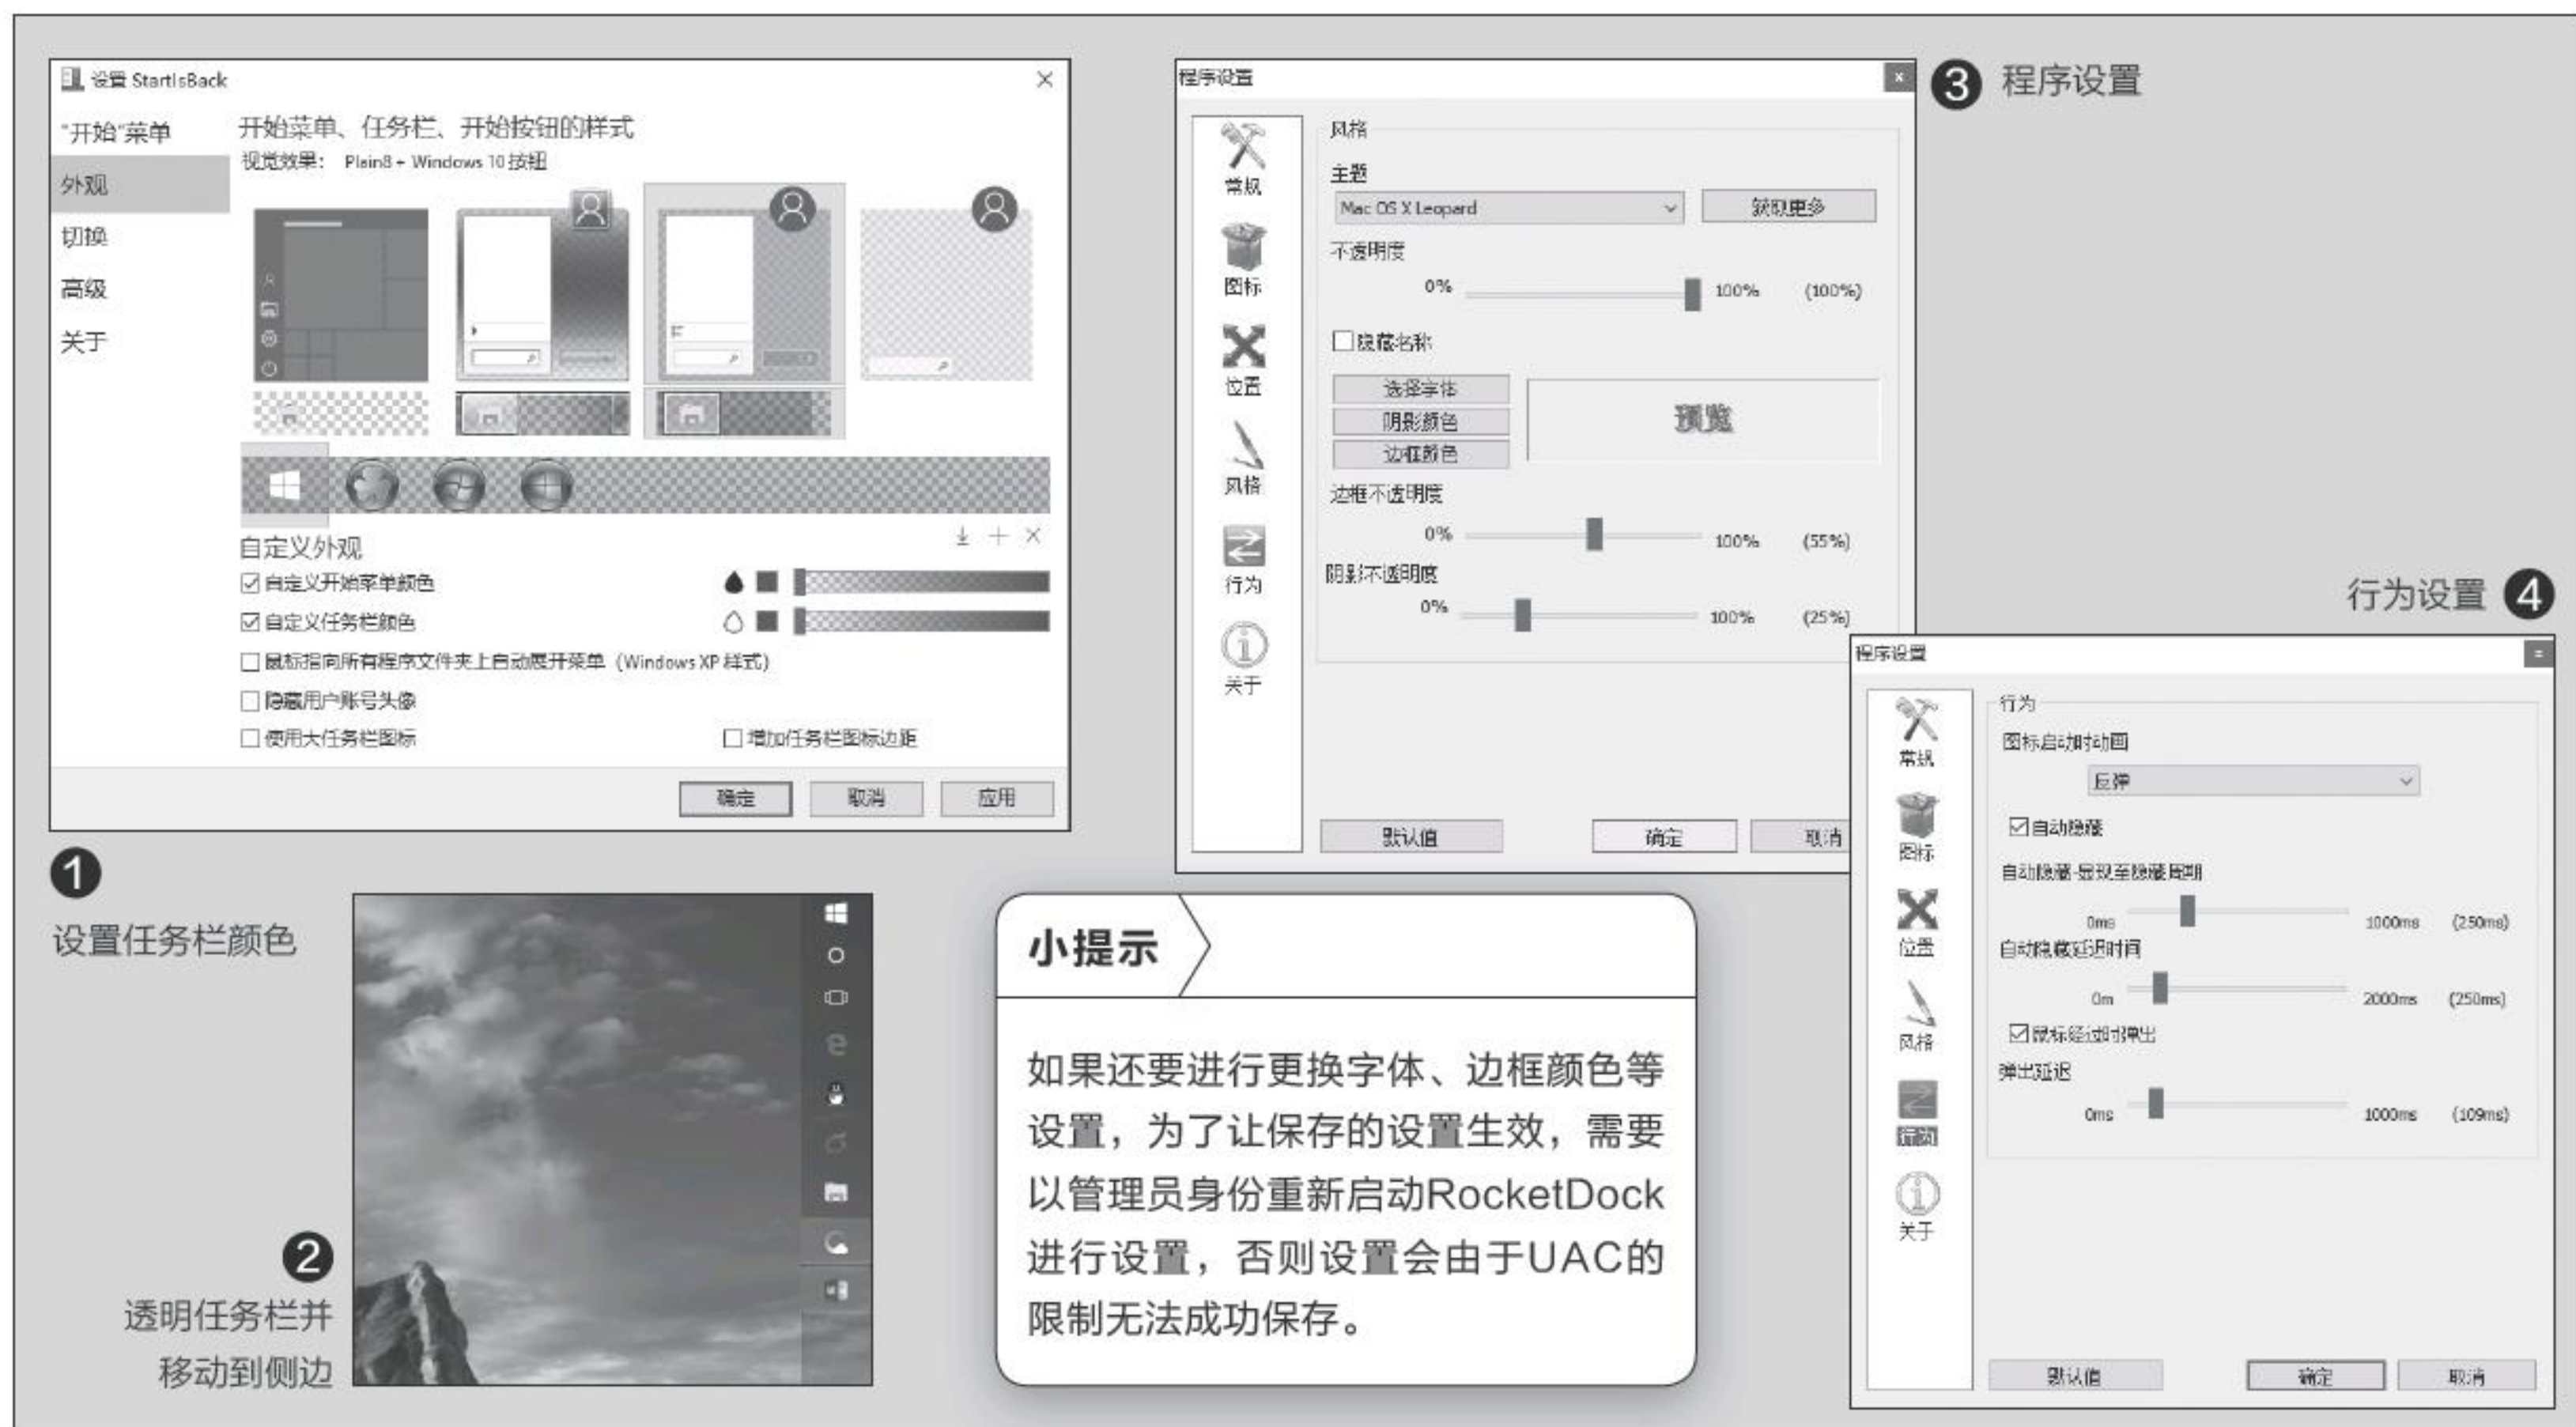 设置 StartIsBack
"开始"菜单
外观
切换
高级
关于
开始菜单、任务栏、开始按钮的样式
视觉效果： Plain8 + Windows 10 按钮
自定义外观
自定义开始菜单颜色
自定义任务栏颜色
鼠标指向所有程序文件夹上自动展开菜单 (Windows XP 样式)
隐藏用户账号头像
使用大任务栏图标
增加任务栏图标边距
确定
取消
应用
1
设置任务栏颜色
2
透明任务栏并
移动到侧边
3 程序设置
程序设置
常规
图标
位置
风格
行为
关于
风格
主题
Mac OS X Leopard
获取更多
不透明度
0%
100%
(100%)
隐藏名称
选择字体
阴影颜色
边框颜色
预览
边框不透明度
0%
100%
(55%)
阴影不透明度
0%
100%
(25%)
默认值
确定
取消
小提示
如果还要进行更换字体、边框颜色等
设置，为了让保存的设置生效，需要
以管理员身份重新启动RocketDock
进行设置，否则设置会由于UAC的
限制无法成功保存。
行为设置 4
程序设置
常规
图标
位置
风格
行为
关于
行为
图标启动时动画
反弹
自动隐藏
自动隐藏-显现至隐藏周期
0ms
1000ms
(250ms)
自动隐藏延迟时间
0m
2000ms
(250ms)
鼠标经过时弹出
弹出延迟
0ms
1000ms
(109ms)
默认值
确定
取消